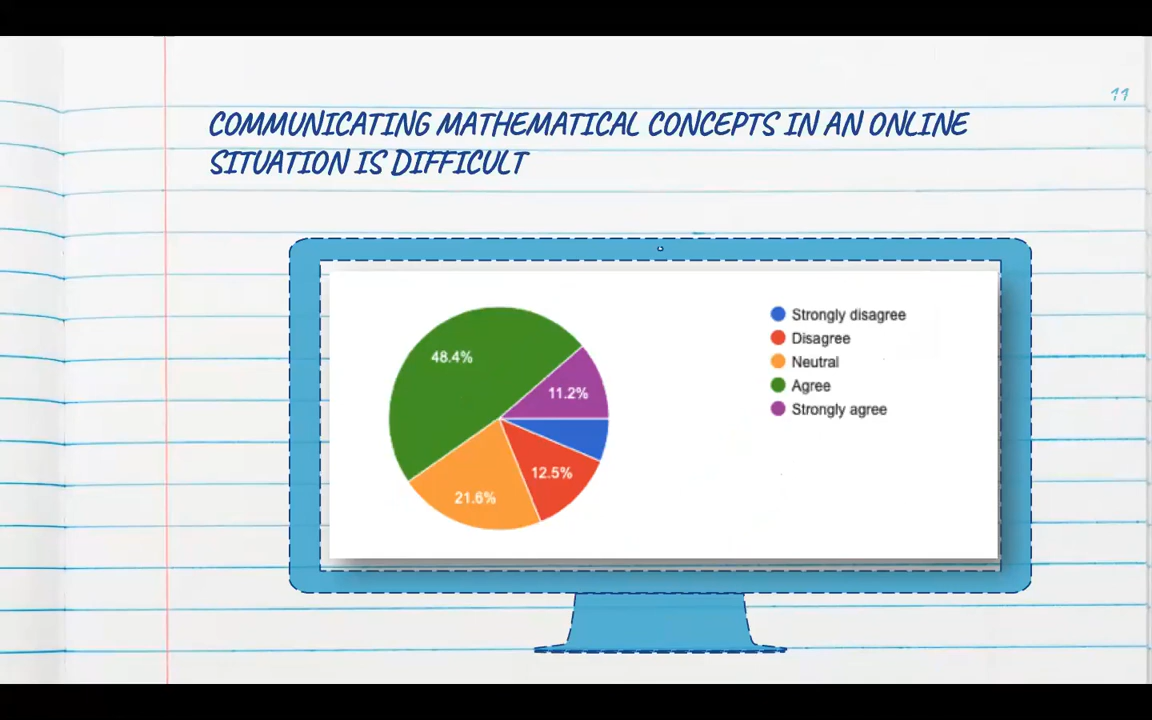 11
COMMUNICATING MATHEMATICAL CONCEPTS IN AN ONLINE
SITUATION IS DIFFICULT
48.4%
11.2%
12.5%
21.6%
Strongly disagree
Disagree
Neutral
Agree
Strongly agree